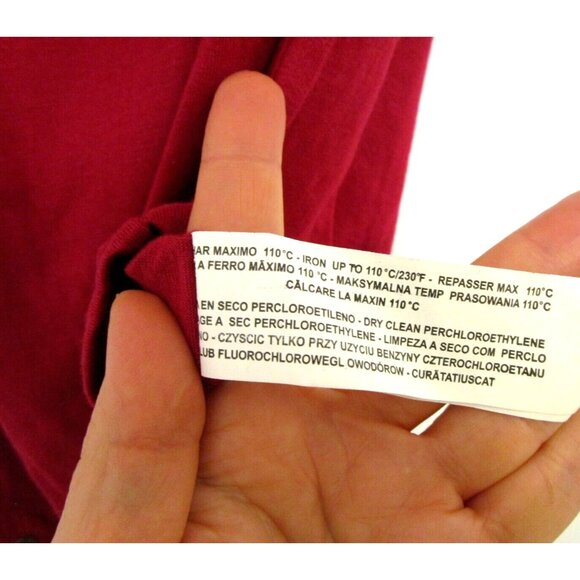 AR MAXIMO 110°C - IRON UP TO 110°C/230°F - REPASSER MAX 110°C
A FERRO MÄXIMO 110 °C - MAKSYMALNA TEMP PRASOWANIA 110°C
CĂLCARE LA MAXIN 110°C
EN SECO PERCLOROETILENO - DRY CLEAN PERCHLOROETHYLENE
GE A SEC PERCHLOROETHYLENE - LIMPEZA A SECO COM PERCLO
NO - CZYSCIC TYLKO PRZY UZYCIU BENZYNY CZTEROCHLOROETANU
LUB FLUOROCHLOROWEGL OWODÓROW - CURĂTATIUSCAT